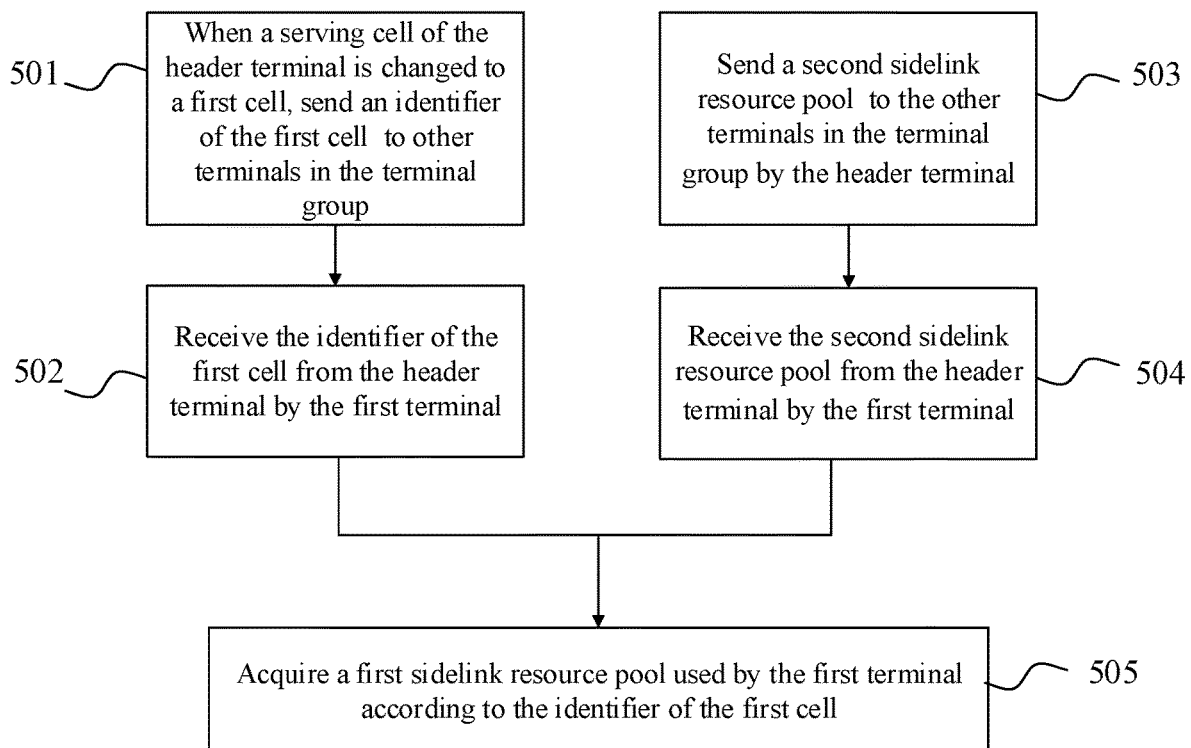 501
When a serving cell of the
header terminal is changed to
a first cell, send an identifier
of the first cell to other
terminals in the terminal
group
503
Send a second sidelink
resource pool to the other
terminals in the terminal
group by the header terminal
502
Receive the identifier of the
first cell from the header
terminal by the first terminal
504
Receive the second sidelink
resource pool from the header
terminal by the first terminal
505
Acquire a first sidelink resource pool used by the first terminal
according to the identifier of the first cell